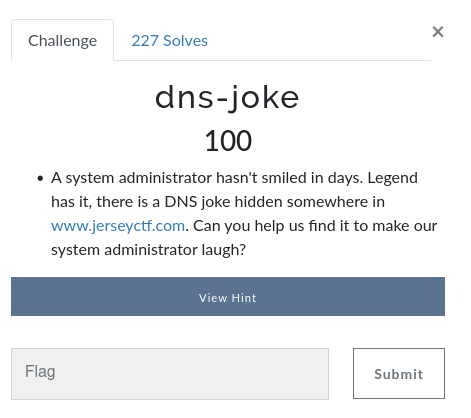 Challenge
227 Solves
×
dns-joke
100
• A system administrator hasn't smiled in days. Legend
has it, there is a DNS joke hidden somewhere in
www.jerseyctf.com. Can you help us find it to make our
system administrator laugh?
View Hint
Flag
Submit